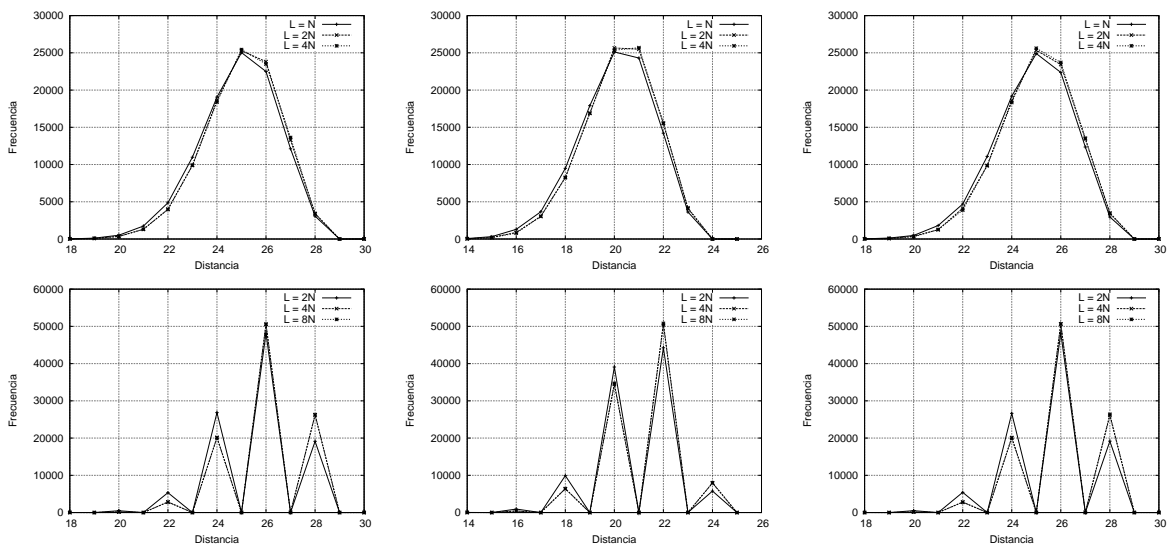 30000
25000
20000
15000
10000
5000
0
18 20 22 24 26 28 30
Frecuencia
Distancia
L = N
L = 2N
L = 4N
30000
25000
20000
15000
10000
5000
0
14 16 18 20 22 24 26
Frecuencia
Distancia
L = N
L = 2N
L = 4N
30000
25000
20000
15000
10000
5000
0
18 20 22 24 26 28 30
Frecuencia
Distancia
L = N
L = 2N
L = 4N
60000
50000
40000
30000
20000
10000
0
18 20 22 24 26 28 30
Frecuencia
Distancia
L = 2N
L = 4N
L = 8N
60000
50000
40000
30000
20000
10000
0
14 16 18 20 22 24 26
Frecuencia
Distancia
L = 2N
L = 4N
L = 8N
60000
50000
40000
30000
20000
10000
0
18 20 22 24 26 28 30
Frecuencia
Distancia
L = 2N
L = 4N
L = 8N